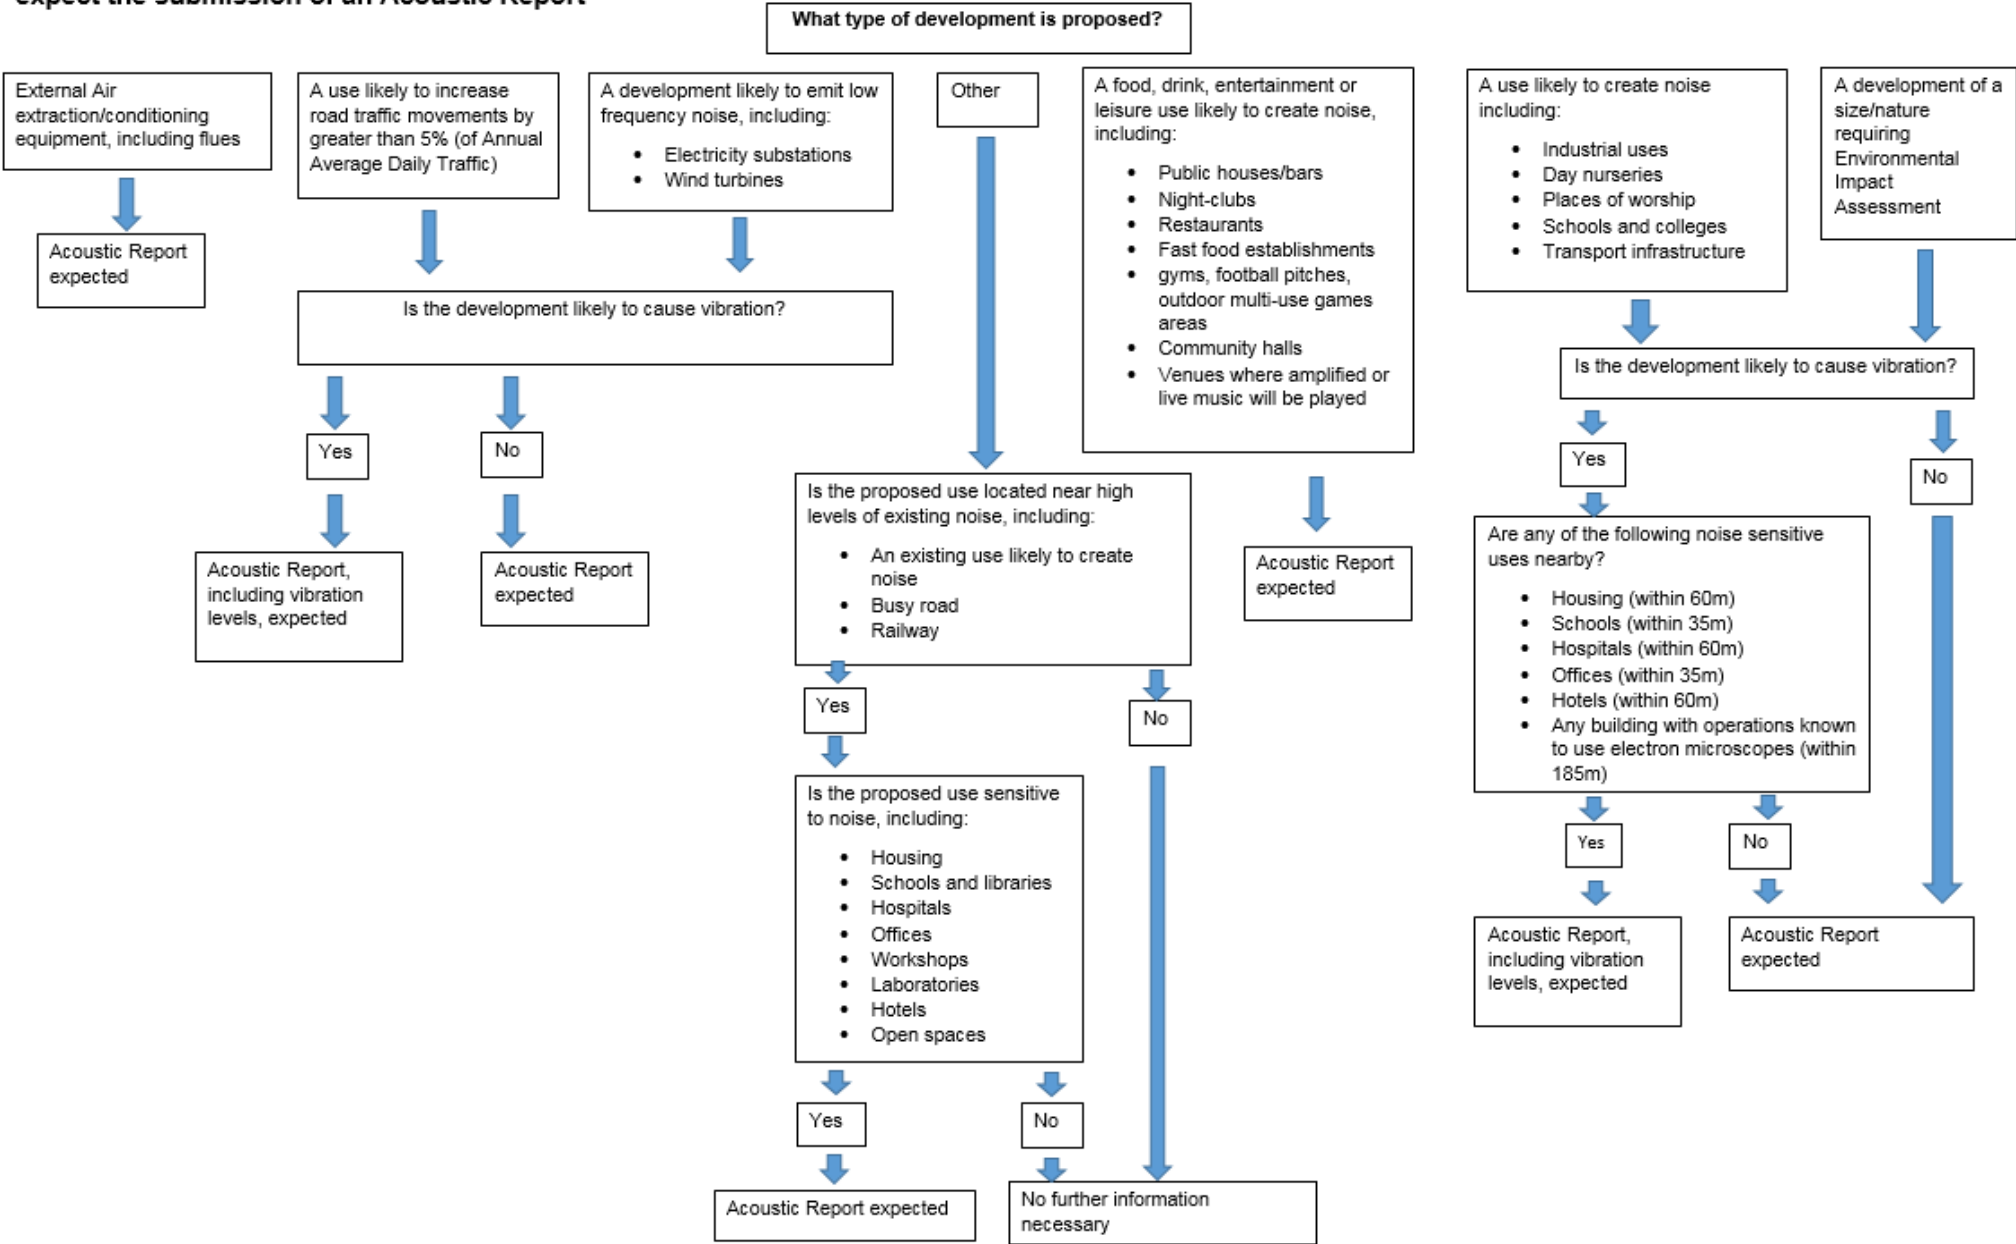 expect the submission of an Acoustic Report
What type of development is proposed?
External Air
extraction/conditioning
equipment, including flues
Acoustic Report
expected
A use likely to increase
road traffic movements by
greater than 5% (of Annual
Average Daily Traffic)
A development likely to emit low
frequency noise, including:
• Electricity substations
• Wind turbines
Is the development likely to cause vibration?
Yes
No
Acoustic Report,
including vibration
levels, expected
Acoustic Report
expected
Other
Is the proposed use located near high
levels of existing noise, including:
• An existing use likely to create
noise
• Busy road
• Railway
Yes
No
Is the proposed use sensitive
to noise, including:
• Housing
• Schools and libraries
• Hospitals
• Offices
• Workshops
• Laboratories
• Hotels
• Open spaces
Yes
No
Acoustic Report expected
No further information
necessary
A food, drink, entertainment or
leisure use likely to create noise,
including:
• Public houses/bars
• Night-clubs
• Restaurants
• Fast food establishments
• gyms, football pitches,
outdoor multi-use games
areas
• Community halls
• Venues where amplified or
live music will be played
Acoustic Report
expected
A use likely to create noise
including:
• Industrial uses
• Day nurseries
• Places of worship
• Schools and colleges
• Transport infrastructure
A development of a
size/nature
requiring
Environmental
Impact
Assessment
Is the development likely to cause vibration?
Yes
No
Are any of the following noise sensitive
uses nearby?
• Housing (within 60m)
• Schools (within 35m)
• Hospitals (within 60m)
• Offices (within 35m)
• Hotels (within 60m)
• Any building with operations known
to use electron microscopes (within
185m)
Yes
No
Acoustic Report,
including vibration
levels, expected
Acoustic Report
expected